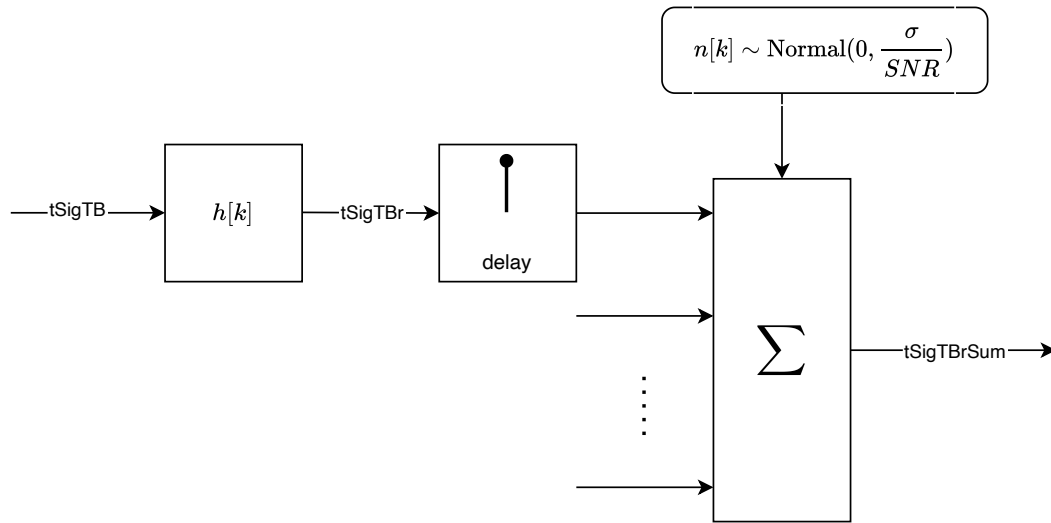 n[k] ∼ Normal(0, σ/SNR)
tSigTB
h[k]
tSigTBr
delay
∑
tSigTBrSum